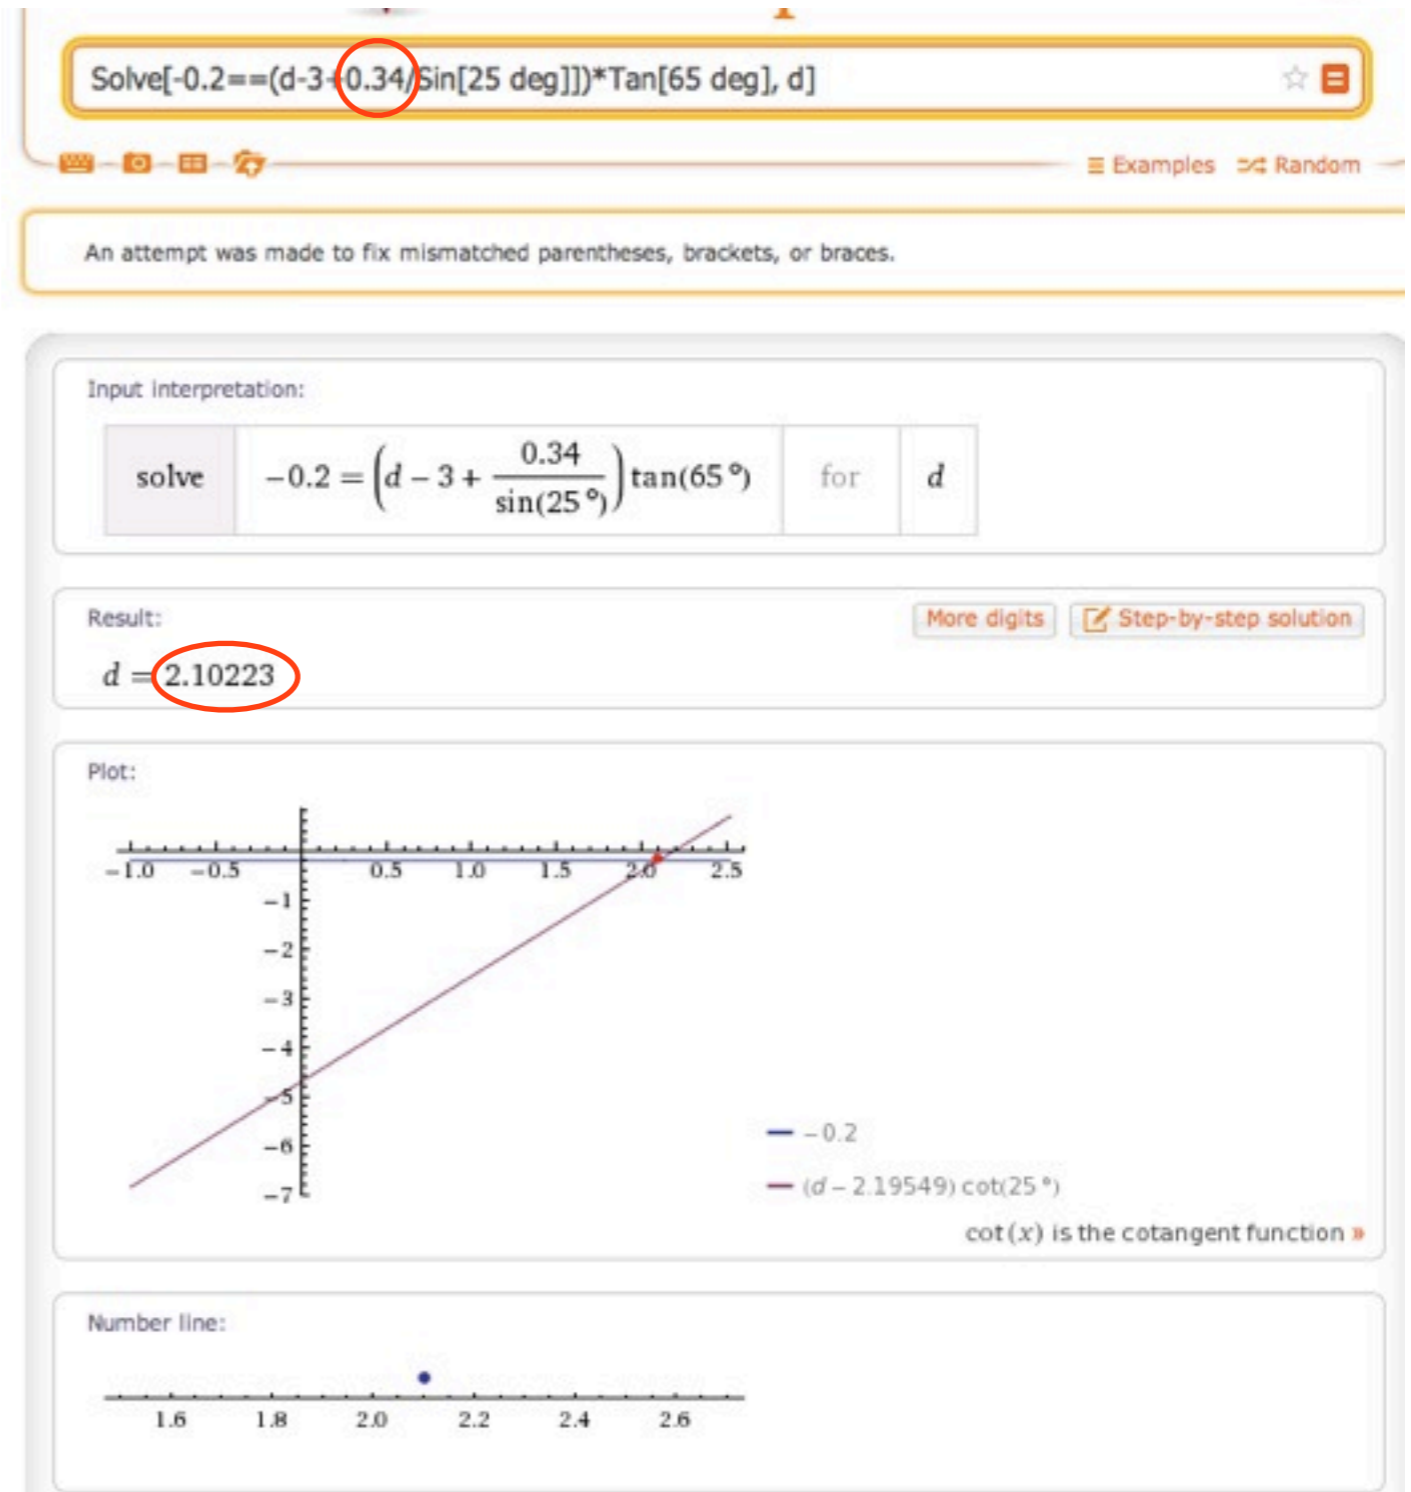 Solve[-0.2==(d-3+0.34/Sin[25 deg]])*Tan[65 deg], d]
Examples Random
An attempt was made to fix mismatched parentheses, brackets, or braces.
Input interpretation:
solve −0.2 = (d − 3 + 0.34/sin(25°)) tan(65°) for d
Result:
More digits Step-by-step solution
d = 2.10223
Plot:
−1.0 −0.5 0.5 1.0 1.5 2.0 2.5
−1
−2
−3
−4
−5
−6
−7
−0.2
(d − 2.19549) cot(25°)
cot(x) is the cotangent function »
Number line:
1.6 1.8 2.0 2.2 2.4 2.6